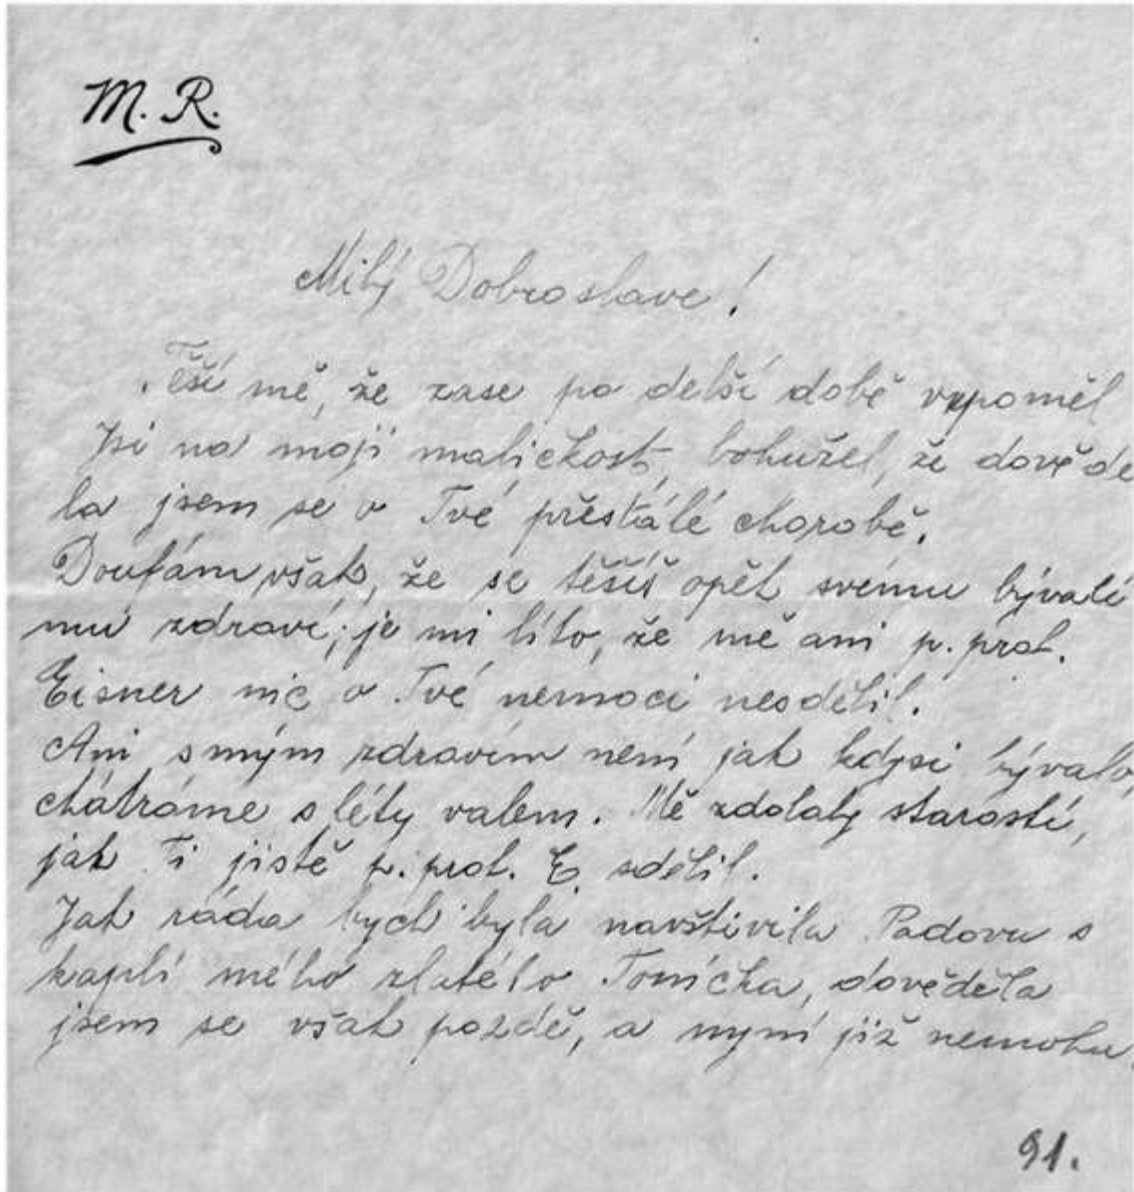 M. R.
Milý Dobroslave!
Těší mě, že zase po delší době vzpoměl
jsi na moji maličkost, bohužel, že dověde
la jsem se o Tvé přestálé chorobě.
Doufám však, že se těšíš opět svému bývalé
mu zdraví; je mi líto, že mě ani p. prof.
Eisner nic o Tvé nemoci nesdělil.
Ani s mým zdravím není jak kdysi bývalo,
chátráme s léty valem. Mě zdolaly starosti,
jak Ti jistě p. prof. E. sdělil.
Jak ráda bych byla navštívila Padovu s
kaplí mého zlatého Toníčka, dověděla
jsem se však pozdě, a nyní již nemohu.
91.